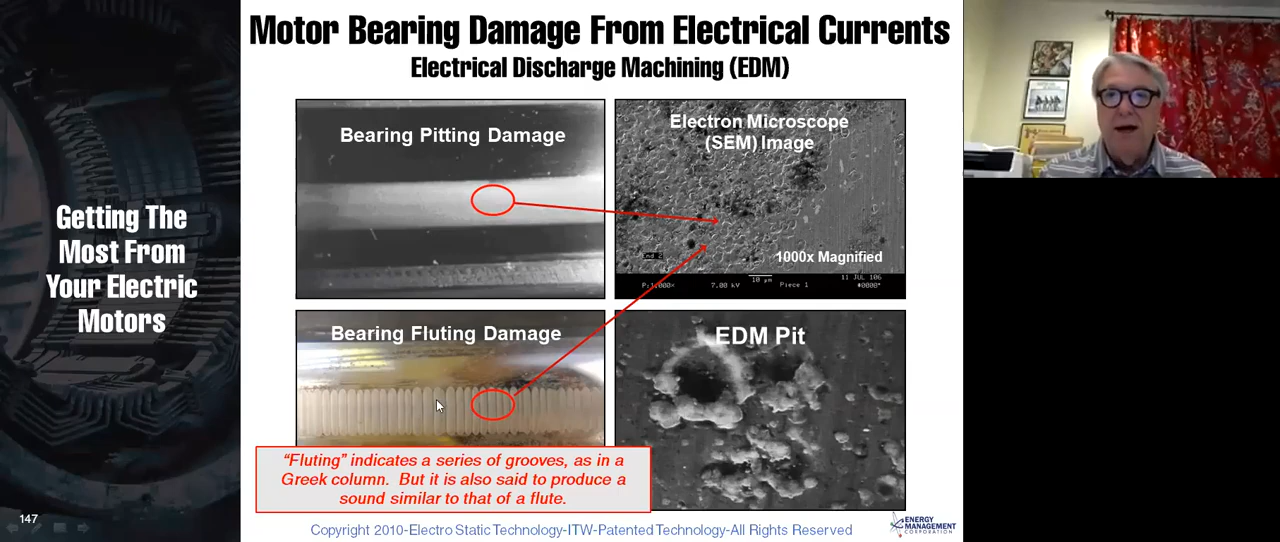 Motor Bearing Damage From Electrical Currents
Electrical Discharge Machining (EDM)
Getting The
Most From
Your Electric
Motors
Bearing Pitting Damage
Electron Microscope
(SEM) Image
1000x Magnified
10 µm
11 JUL 106
7.00 kV
Piece 1
Bearing Fluting Damage
EDM Pit
“Fluting” indicates a series of grooves, as in a
Greek column. But it is also said to produce a
sound similar to that of a flute.
147
Copyright 2010-Electro Static Technology-ITW-Patented Technology-All Rights Reserved
ENERGY
MANAGEMENT
CORPORATION